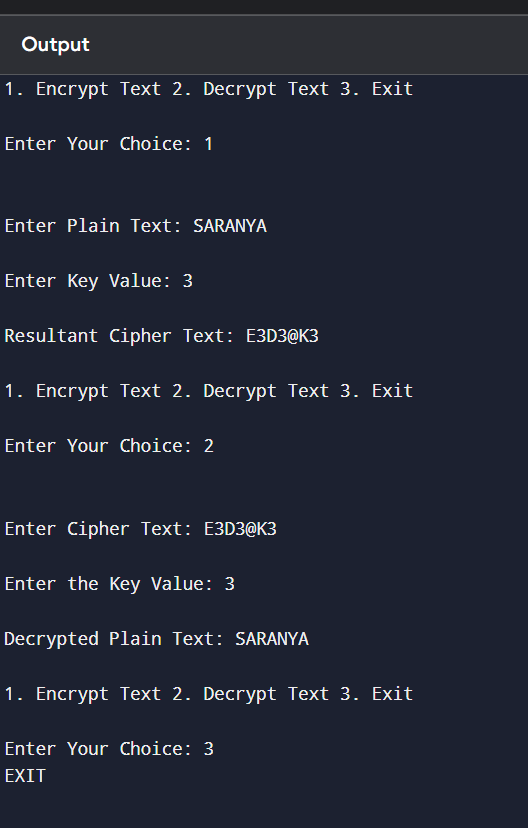 Output
1. Encrypt Text 2. Decrypt Text 3. Exit
Enter Your Choice: 1
Enter Plain Text: SARANYA
Enter Key Value: 3
Resultant Cipher Text: E3D3@K3
1. Encrypt Text 2. Decrypt Text 3. Exit
Enter Your Choice: 2
Enter Cipher Text: E3D3@K3
Enter the Key Value: 3
Decrypted Plain Text: SARANYA
1. Encrypt Text 2. Decrypt Text 3. Exit
Enter Your Choice: 3
EXIT